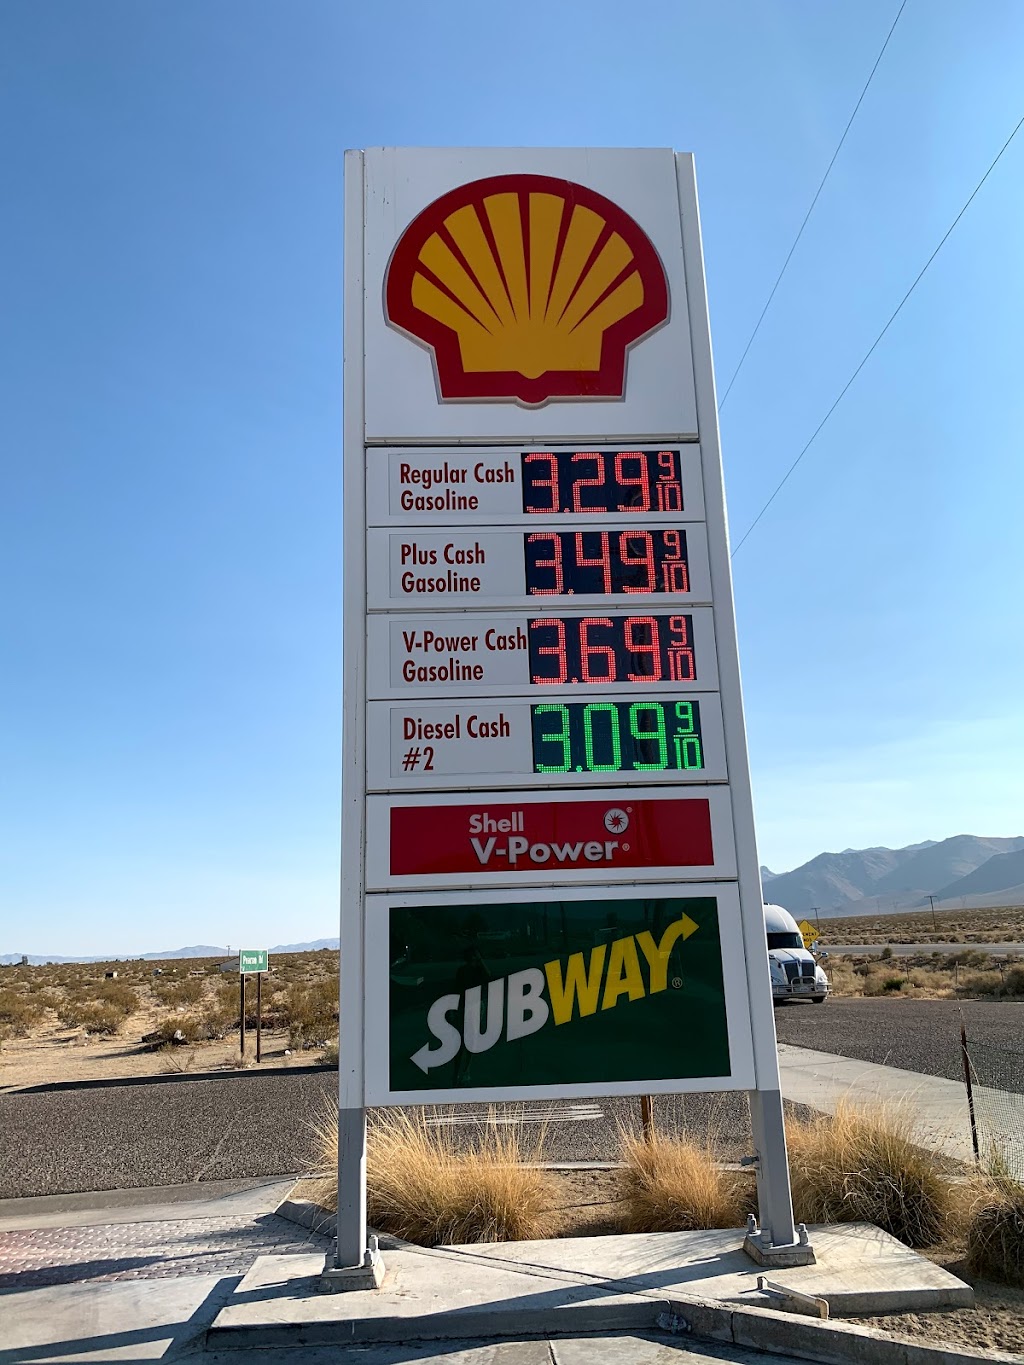 Regular Cash 3.29 9/10
Gasoline
Plus Cash 3.49 9/10
Gasoline
V-Power Cash 3.69 9/10
Gasoline
Diesel Cash 3.09 9/10
#2
Shell
V-Power®
SUBWAY®